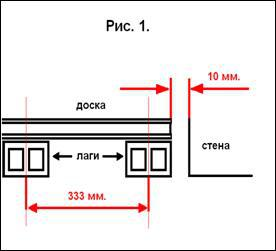 Рис. 1.
10 мм.
доска
лаги
стена
333 мм.